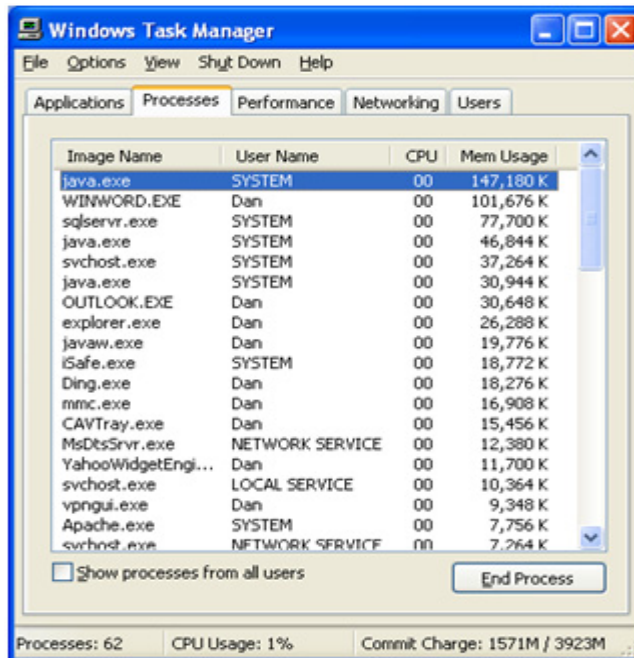 Windows Task Manager
File Options View Shut Down Help
Applications Processes Performance Networking Users
Image Name User Name CPU Mem Usage
java.exe SYSTEM 00 147,180 K
WINWORD.EXE Dan 00 101,676 K
sqlservr.exe SYSTEM 00 77,700 K
java.exe SYSTEM 00 46,844 K
svchost.exe SYSTEM 00 37,264 K
java.exe SYSTEM 00 30,944 K
OUTLOOK.EXE Dan 00 30,648 K
explorer.exe Dan 00 26,288 K
javaw.exe Dan 00 19,776 K
iSafe.exe SYSTEM 00 18,772 K
Ding.exe Dan 00 18,276 K
mmc.exe Dan 00 16,908 K
CAVTray.exe Dan 00 15,456 K
MsDtsSrvr.exe NETWORK SERVICE 00 12,380 K
YahooWidgetEngi... Dan 00 11,700 K
svchost.exe LOCAL SERVICE 00 10,364 K
vpngui.exe Dan 00 9,348 K
Apache.exe SYSTEM 00 7,756 K
svchost.exe NETWORK SERVICE 00 7,264 K
Show processes from all users
End Process
Processes: 62 CPU Usage: 1% Commit Charge: 1571M / 3923M